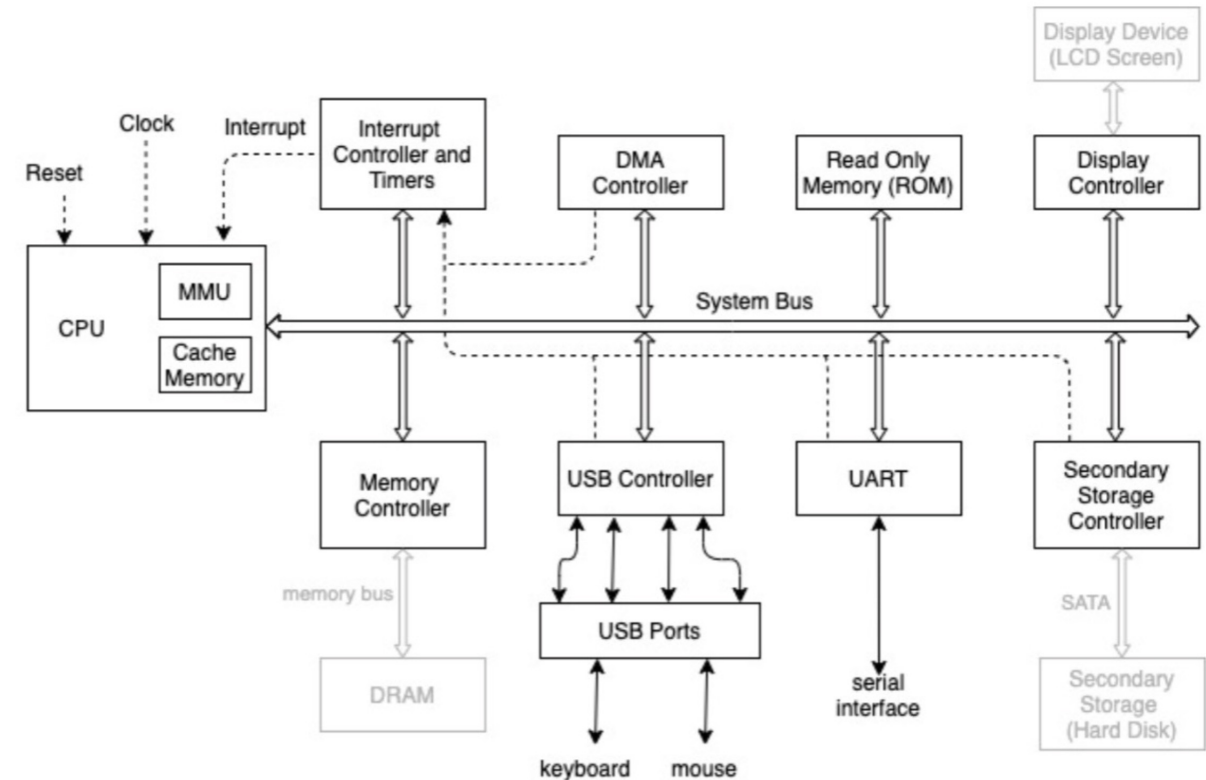 Display Device
(LCD Screen)
Clock
Interrupt
Reset
Interrupt
Controller and
Timers
DMA
Controller
Read Only
Memory (ROM)
Display
Controller
CPU
MMU
Cache
Memory
System Bus
Memory
Controller
USB Controller
UART
Secondary
Storage
Controller
memory bus
USB Ports
SATA
DRAM
serial
interface
Secondary
Storage
(Hard Disk)
keyboard
mouse